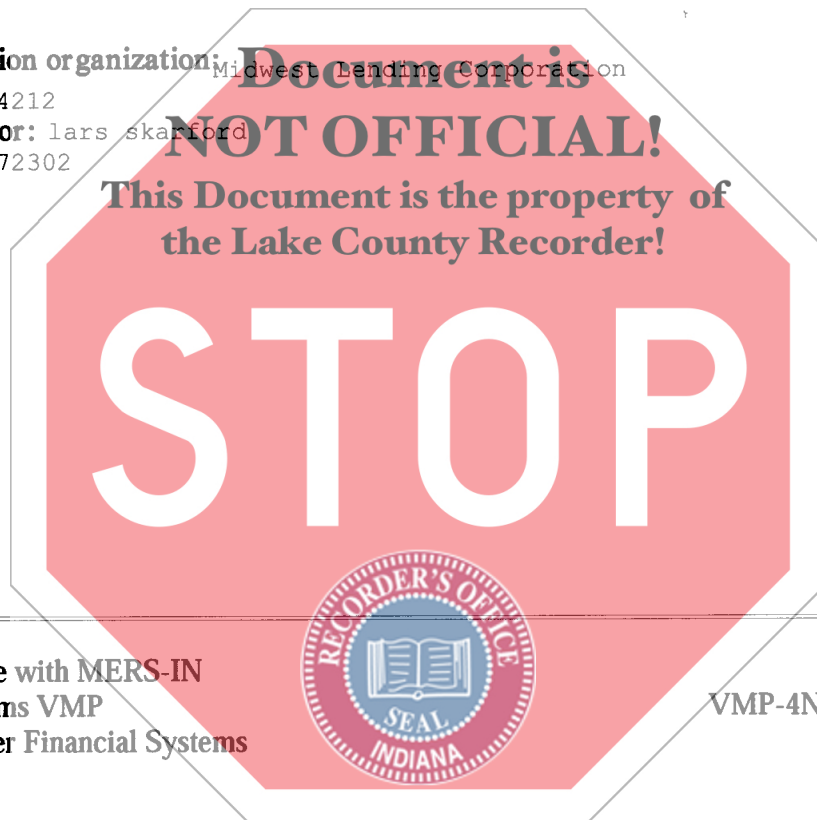 ion organization: Midwest Lending Corporation
Document is
4212
or: lars skarford
NOT OFFICIAL!
72302
This Document is the property of
the Lake County Recorder!
STOP
RECORDER'S OFFICE
SEAL
INDIANA
e with MERS-IN
ns VMP
VMP-4N
er Financial Systems